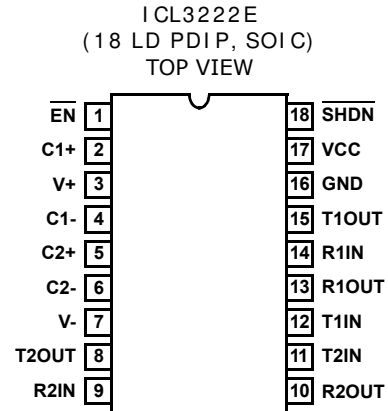 ICL3222E
(18 LD PDIP, SOIC)
TOP VIEW
EN 1 18 SHDN
C1+ 2 17 VCC
V+ 3 16 GND
C1- 4 15 T1OUT
C2+ 5 14 R1IN
C2- 6 13 R1OUT
V- 7 12 T1IN
T2OUT 8 11 T2IN
R2IN 9 10 R2OUT